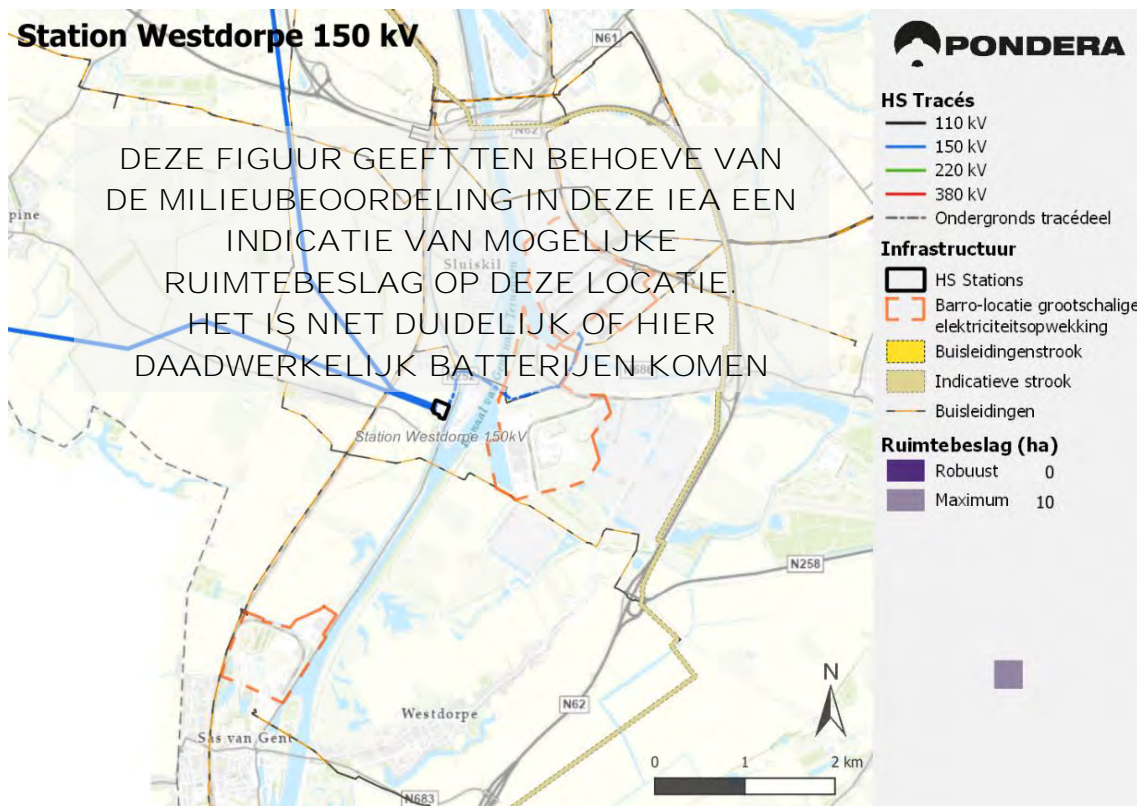 Station Westdorpe 150 kV
PONDERA
HS Tracés
110 kV
150 kV
220 kV
380 kV
Ondergronds tracédeel
Infrastructuur
HS Stations
Barro-locatie grootschalige
elektriciteitsopwekking
Buisleidingenstrook
Indicatieve strook
Buisleidingen
Ruimtebeslag (ha)
Robuust 0
Maximum 10
N61
N62
DEZE FIGUUR GEEFT TEN BEHOEVE VAN
DE MILIEUBEOORDELING IN DEZE IEA EEN
INDICATIE VAN MOGELIJKE
RUIMTEBESLAG OP DEZE LOCATIE.
HET IS NIET DUIDELIJK OF HIER
DAADWERKELIJK BATTERIJEN KOMEN
pine
Sluiskil
Station Westdorpe 150kV
N258
Westdorpe
N62
Sas van Gent
N683
N
0 1 2 km